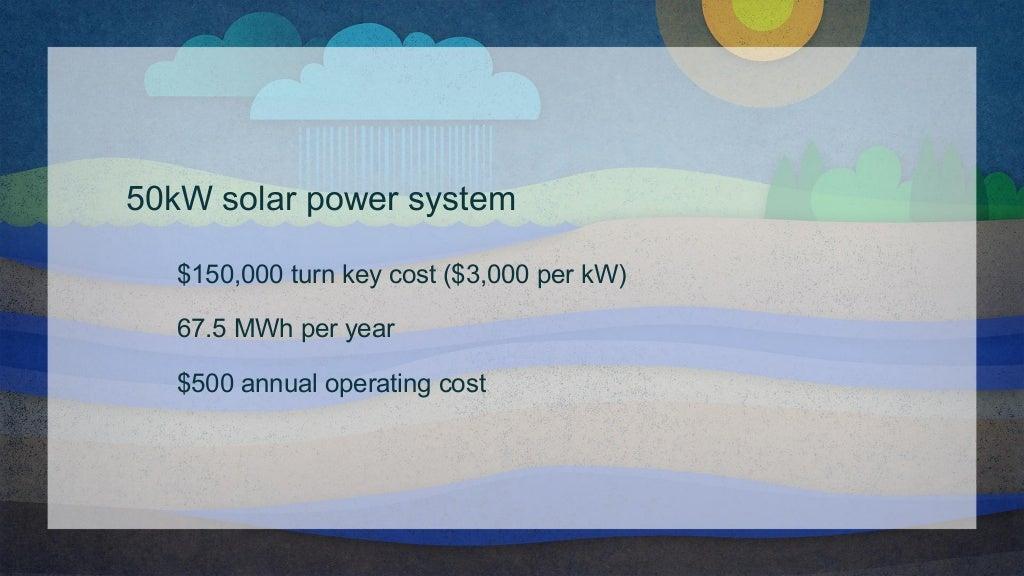 50kW solar power system
$150,000 turn key cost ($3,000 per kW)
67.5 MWh per year
$500 annual operating cost